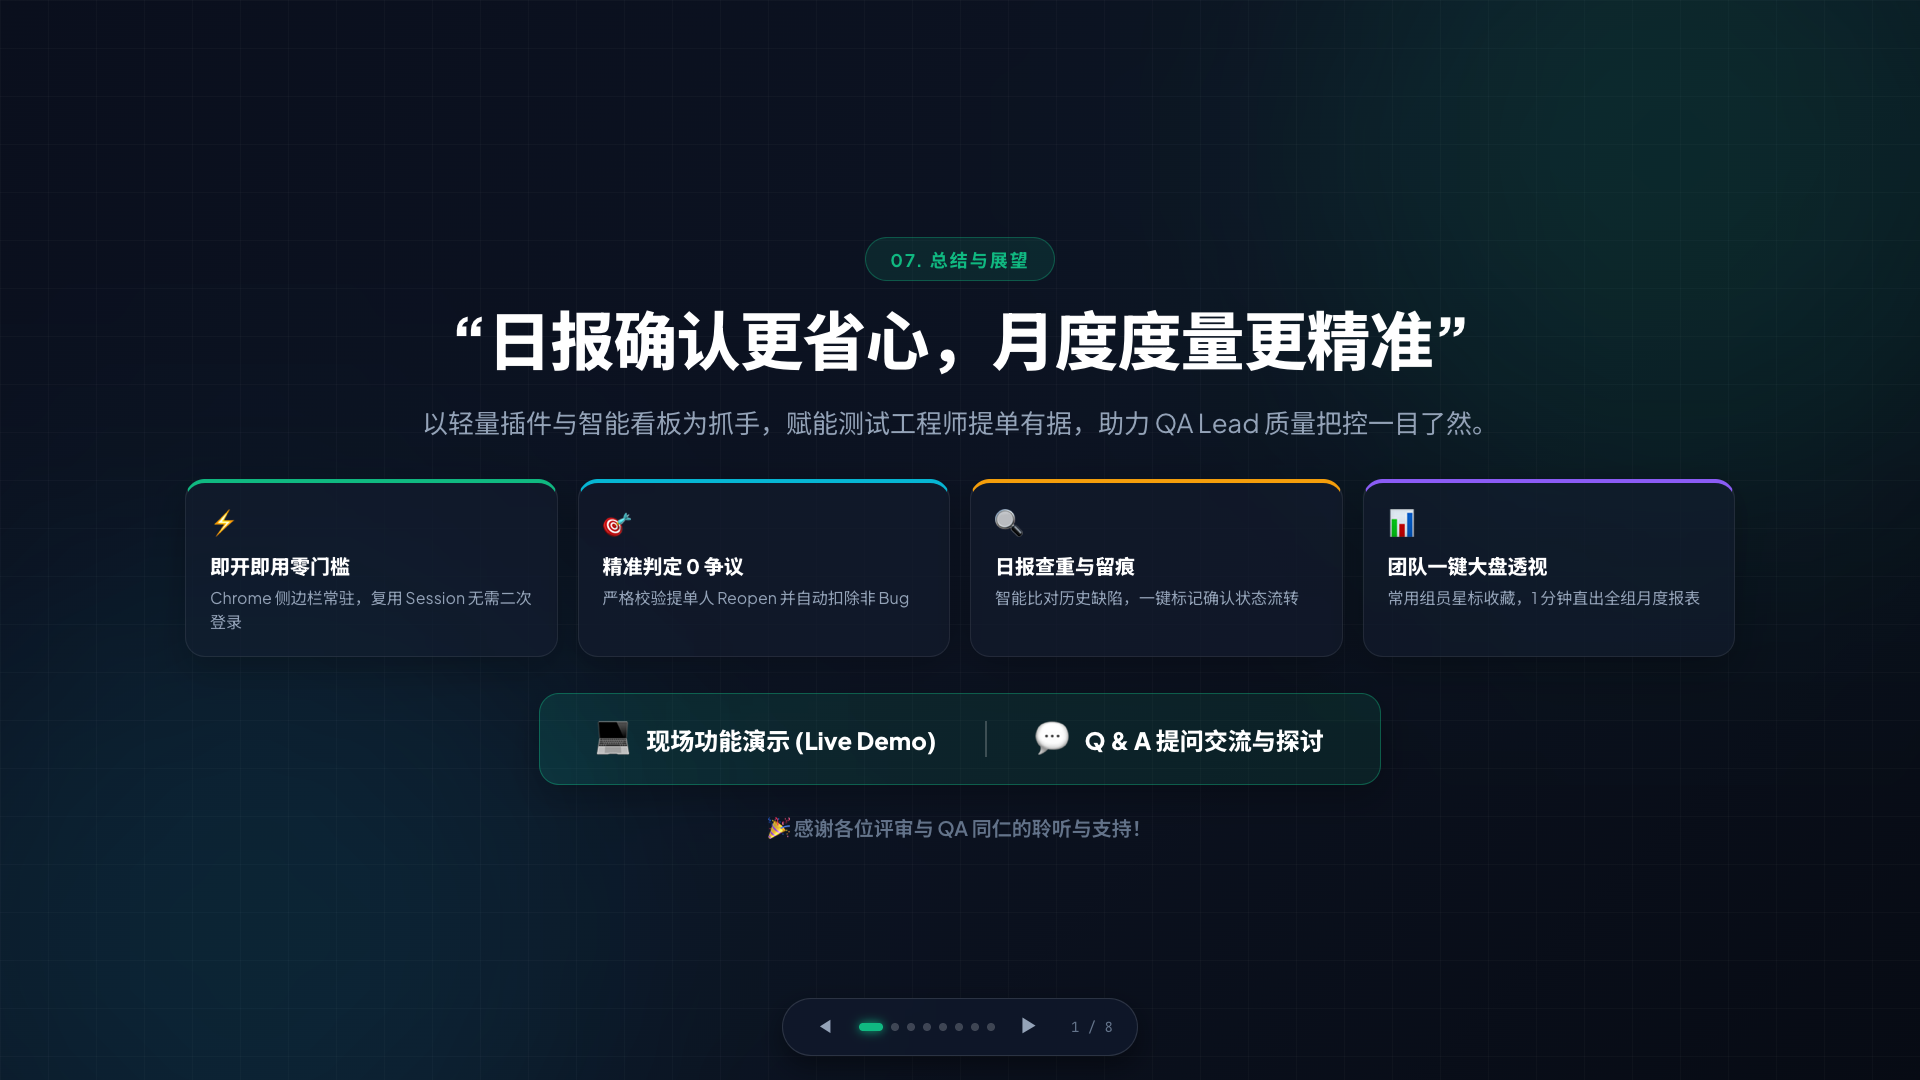 07. 总结与展望
“日报确认更省心，月度度量更精准”
以轻量插件与智能看板为抓手，赋能测试工程师提单有据，助力 QA Lead 质量把控一目了然。
即开即用零门槛
Chrome 侧边栏常驻，复用 Session 无需二次
登录
精准判定 0 争议
严格校验提单人 Reopen 并自动扣除非 Bug
日报查重与留痕
智能比对历史缺陷，一键标记确认状态流转
团队一键大盘透视
常用组员星标收藏，1 分钟直出全组月度报表
现场功能演示 (Live Demo)
Q & A 提问交流与探讨
感谢各位评审与 QA 同仁的聆听与支持！
1 / 8